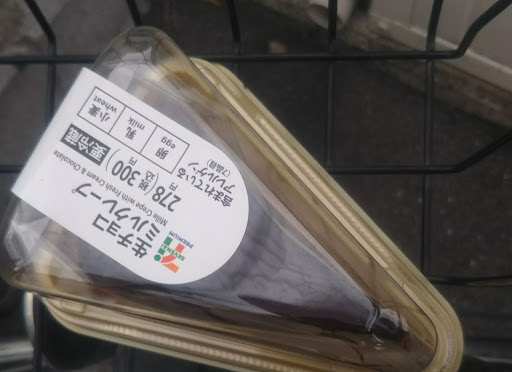 SEVEN & i
PREMIUM
生チョコ
ミルクレープ
Mille Crepe with Fresh Cream & Chocolate
278円(税込300円)
要冷蔵
含まれている
アレルゲン
(7品目)
卵 乳 小麦
egg milk wheat